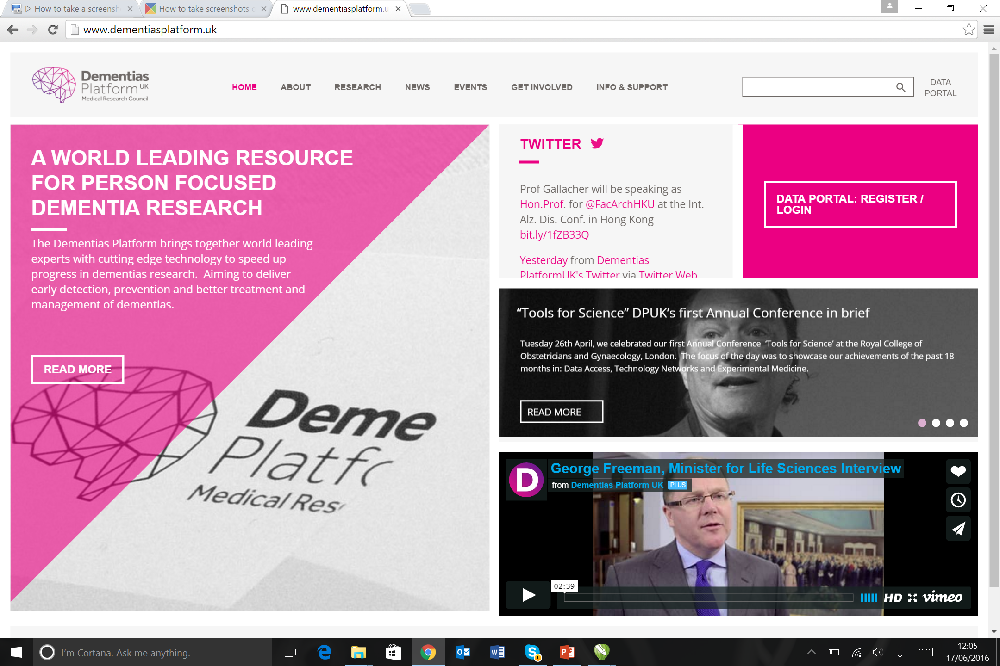 How to take a screensh
How to take screenshots
www.dementiasplatform.u
www.dementiasplatform.uk
Dementias
Platform UK
Medical Research Council
HOME
ABOUT
RESEARCH
NEWS
EVENTS
GET INVOLVED
INFO & SUPPORT
DATA
PORTAL
A WORLD LEADING RESOURCE
FOR PERSON FOCUSED
DEMENTIA RESEARCH
The Dementias Platform brings together world leading
experts with cutting edge technology to speed up
progress in dementias research. Aiming to deliver
early detection, prevention and better treatment and
management of dementias.
READ MORE
Deme
Platfo
Medical Res
TWITTER
Prof Gallacher will be speaking as
Hon.Prof. for @FacArchHKU at the Int.
Alz. Dis. Conf. in Hong Kong
bit.ly/1fZB33Q
Yesterday from Dementias
PlatformUK's Twitter via Twitter Web
DATA PORTAL: REGISTER /
LOGIN
“Tools for Science” DPUK’s first Annual Conference in brief
Tuesday 26th April, we celebrated our first Annual Conference ‘Tools for Science’ at the Royal College of
Obstetricians and Gynaecology, London. The focus of the day was to showcase our achievements of the past 18
months in: Data Access, Technology Networks and Experimental Medicine.
READ MORE
D
George Freeman, Minister for Life Sciences Interview
from Dementias Platform UK PLUS
02:39
HD
vimeo
I'm Cortana. Ask me anything.
12:05
17/06/2016